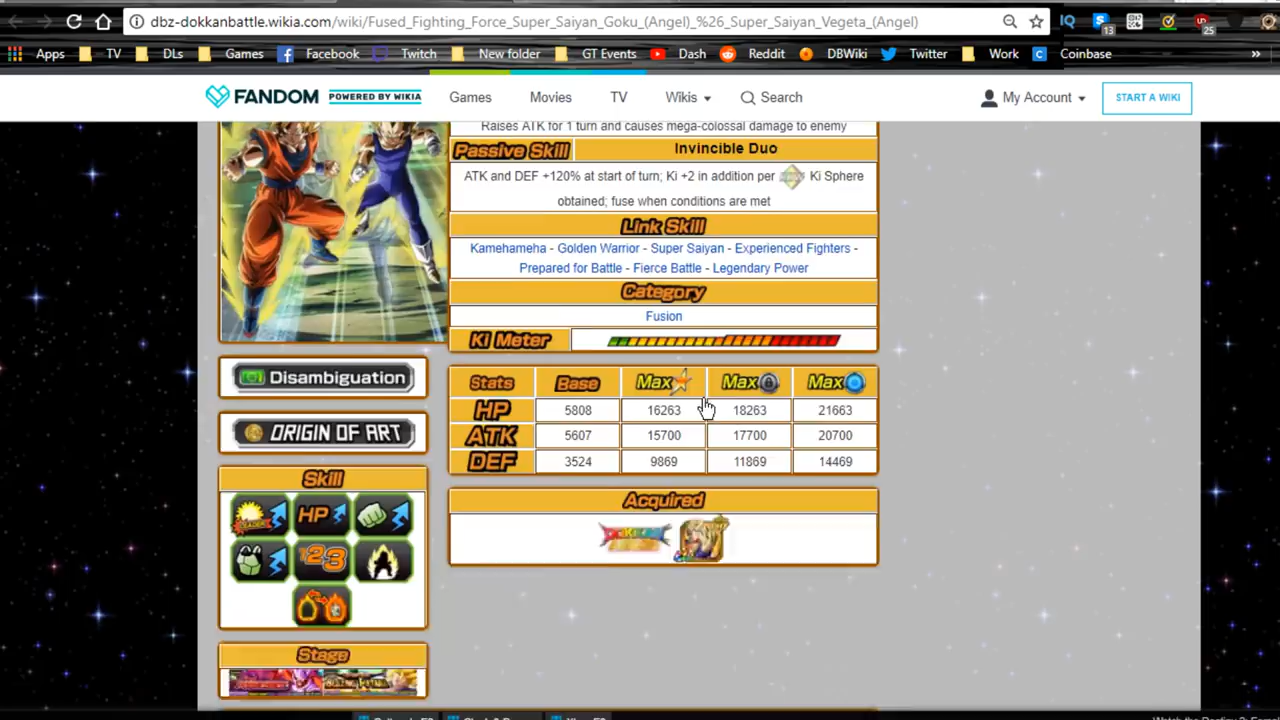 dbz-dokkanbattle.wikia.com/wiki/Fused_Fighting_Force_Super_Saiyan_Goku_(Angel)_%26_Super_Saiyan_Vegeta_(Angel)
IQ
13
25
Apps TV DLs Games Facebook Twitch New folder GT Events Dash Reddit DBWiki Twitter Work Coinbase »
FANDOM POWERED BY WIKIA Games Movies TV Wikis Search My Account START A WIKI
Raises ATK for 1 turn and causes mega-colossal damage to enemy
Passive Skill Invincible Duo
ATK and DEF +120% at start of turn; Ki +2 in addition per Ki Sphere
obtained; fuse when conditions are met
Link Skill
Kamehameha - Golden Warrior - Super Saiyan - Experienced Fighters -
Prepared for Battle - Fierce Battle - Legendary Power
Category
Fusion
Ki Meter
Disambiguation
ORIGIN OF ART
Stats Base Max Max Max
HP 5808 16263 18263 21663
ATK 5607 15700 17700 20700
DEF 3524 9869 11869 14469
Acquired
Skill
LEADER HP
123
Stage